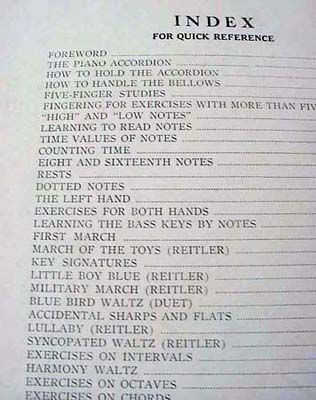 INDEX
FOR QUICK REFERENCE
FOREWORD
THE PIANO ACCORDION
HOW TO HOLD THE ACCORDION
HOW TO HANDLE THE BELLOWS
FIVE-FINGER STUDIES
FINGERING FOR EXERCISES WITH MORE THAN FIV
"HIGH" AND "LOW NOTES"
LEARNING TO READ NOTES
TIME VALUES OF NOTES
COUNTING TIME
EIGHT AND SIXTEENTH NOTES
RESTS
DOTTED NOTES
THE LEFT HAND
EXERCISES FOR BOTH HANDS
LEARNING THE BASS KEYS BY NOTES
FIRST MARCH
MARCH OF THE TOYS (REITLER)
KEY SIGNATURES
LITTLE BOY BLUE (REITLER)
MILITARY MARCH (REITLER)
BLUE BIRD WALTZ (DUET)
ACCIDENTAL SHARPS AND FLATS
LULLABY (REITLER)
SYNCOPATED WALTZ (REITLER)
EXERCISES ON INTERVALS
HARMONY WALTZ
EXERCISES ON OCTAVES
EXERCISES ON CHORDS